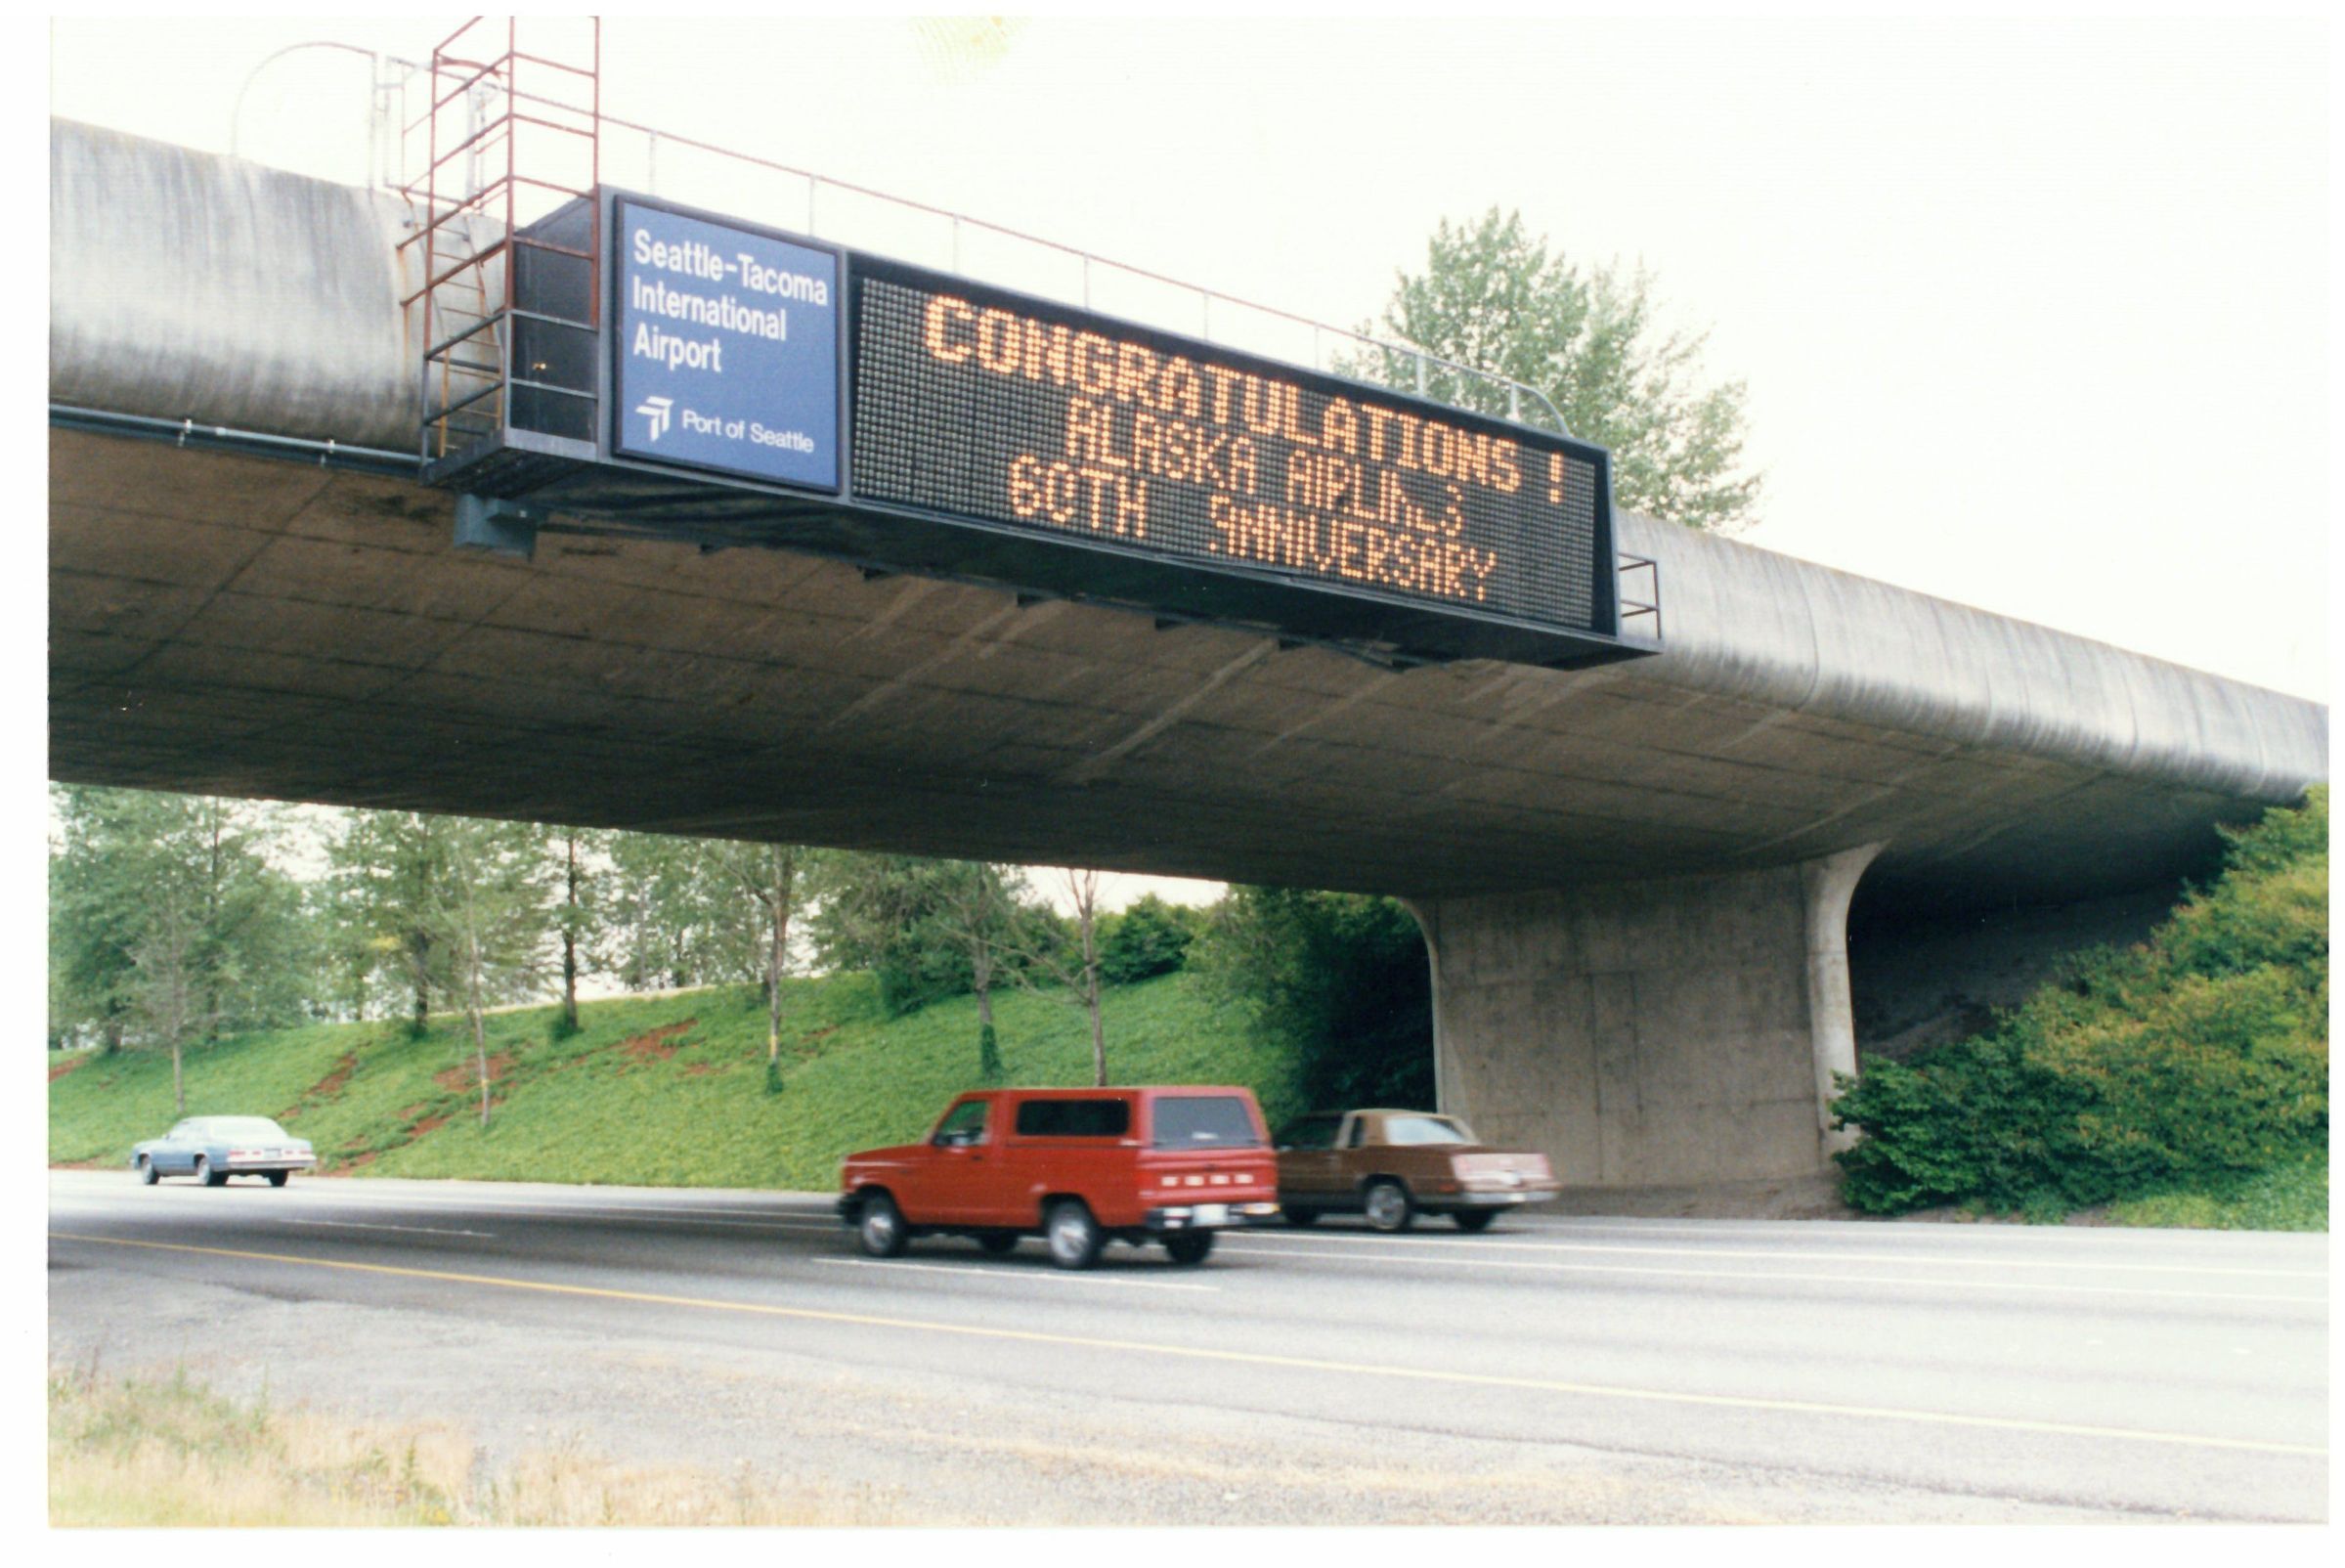 Seattle-Tacoma
International
Airport
Port of Seattle
CONGRATULATIONS !
ALASKA AIRLINES
60TH ANNIVERSARY